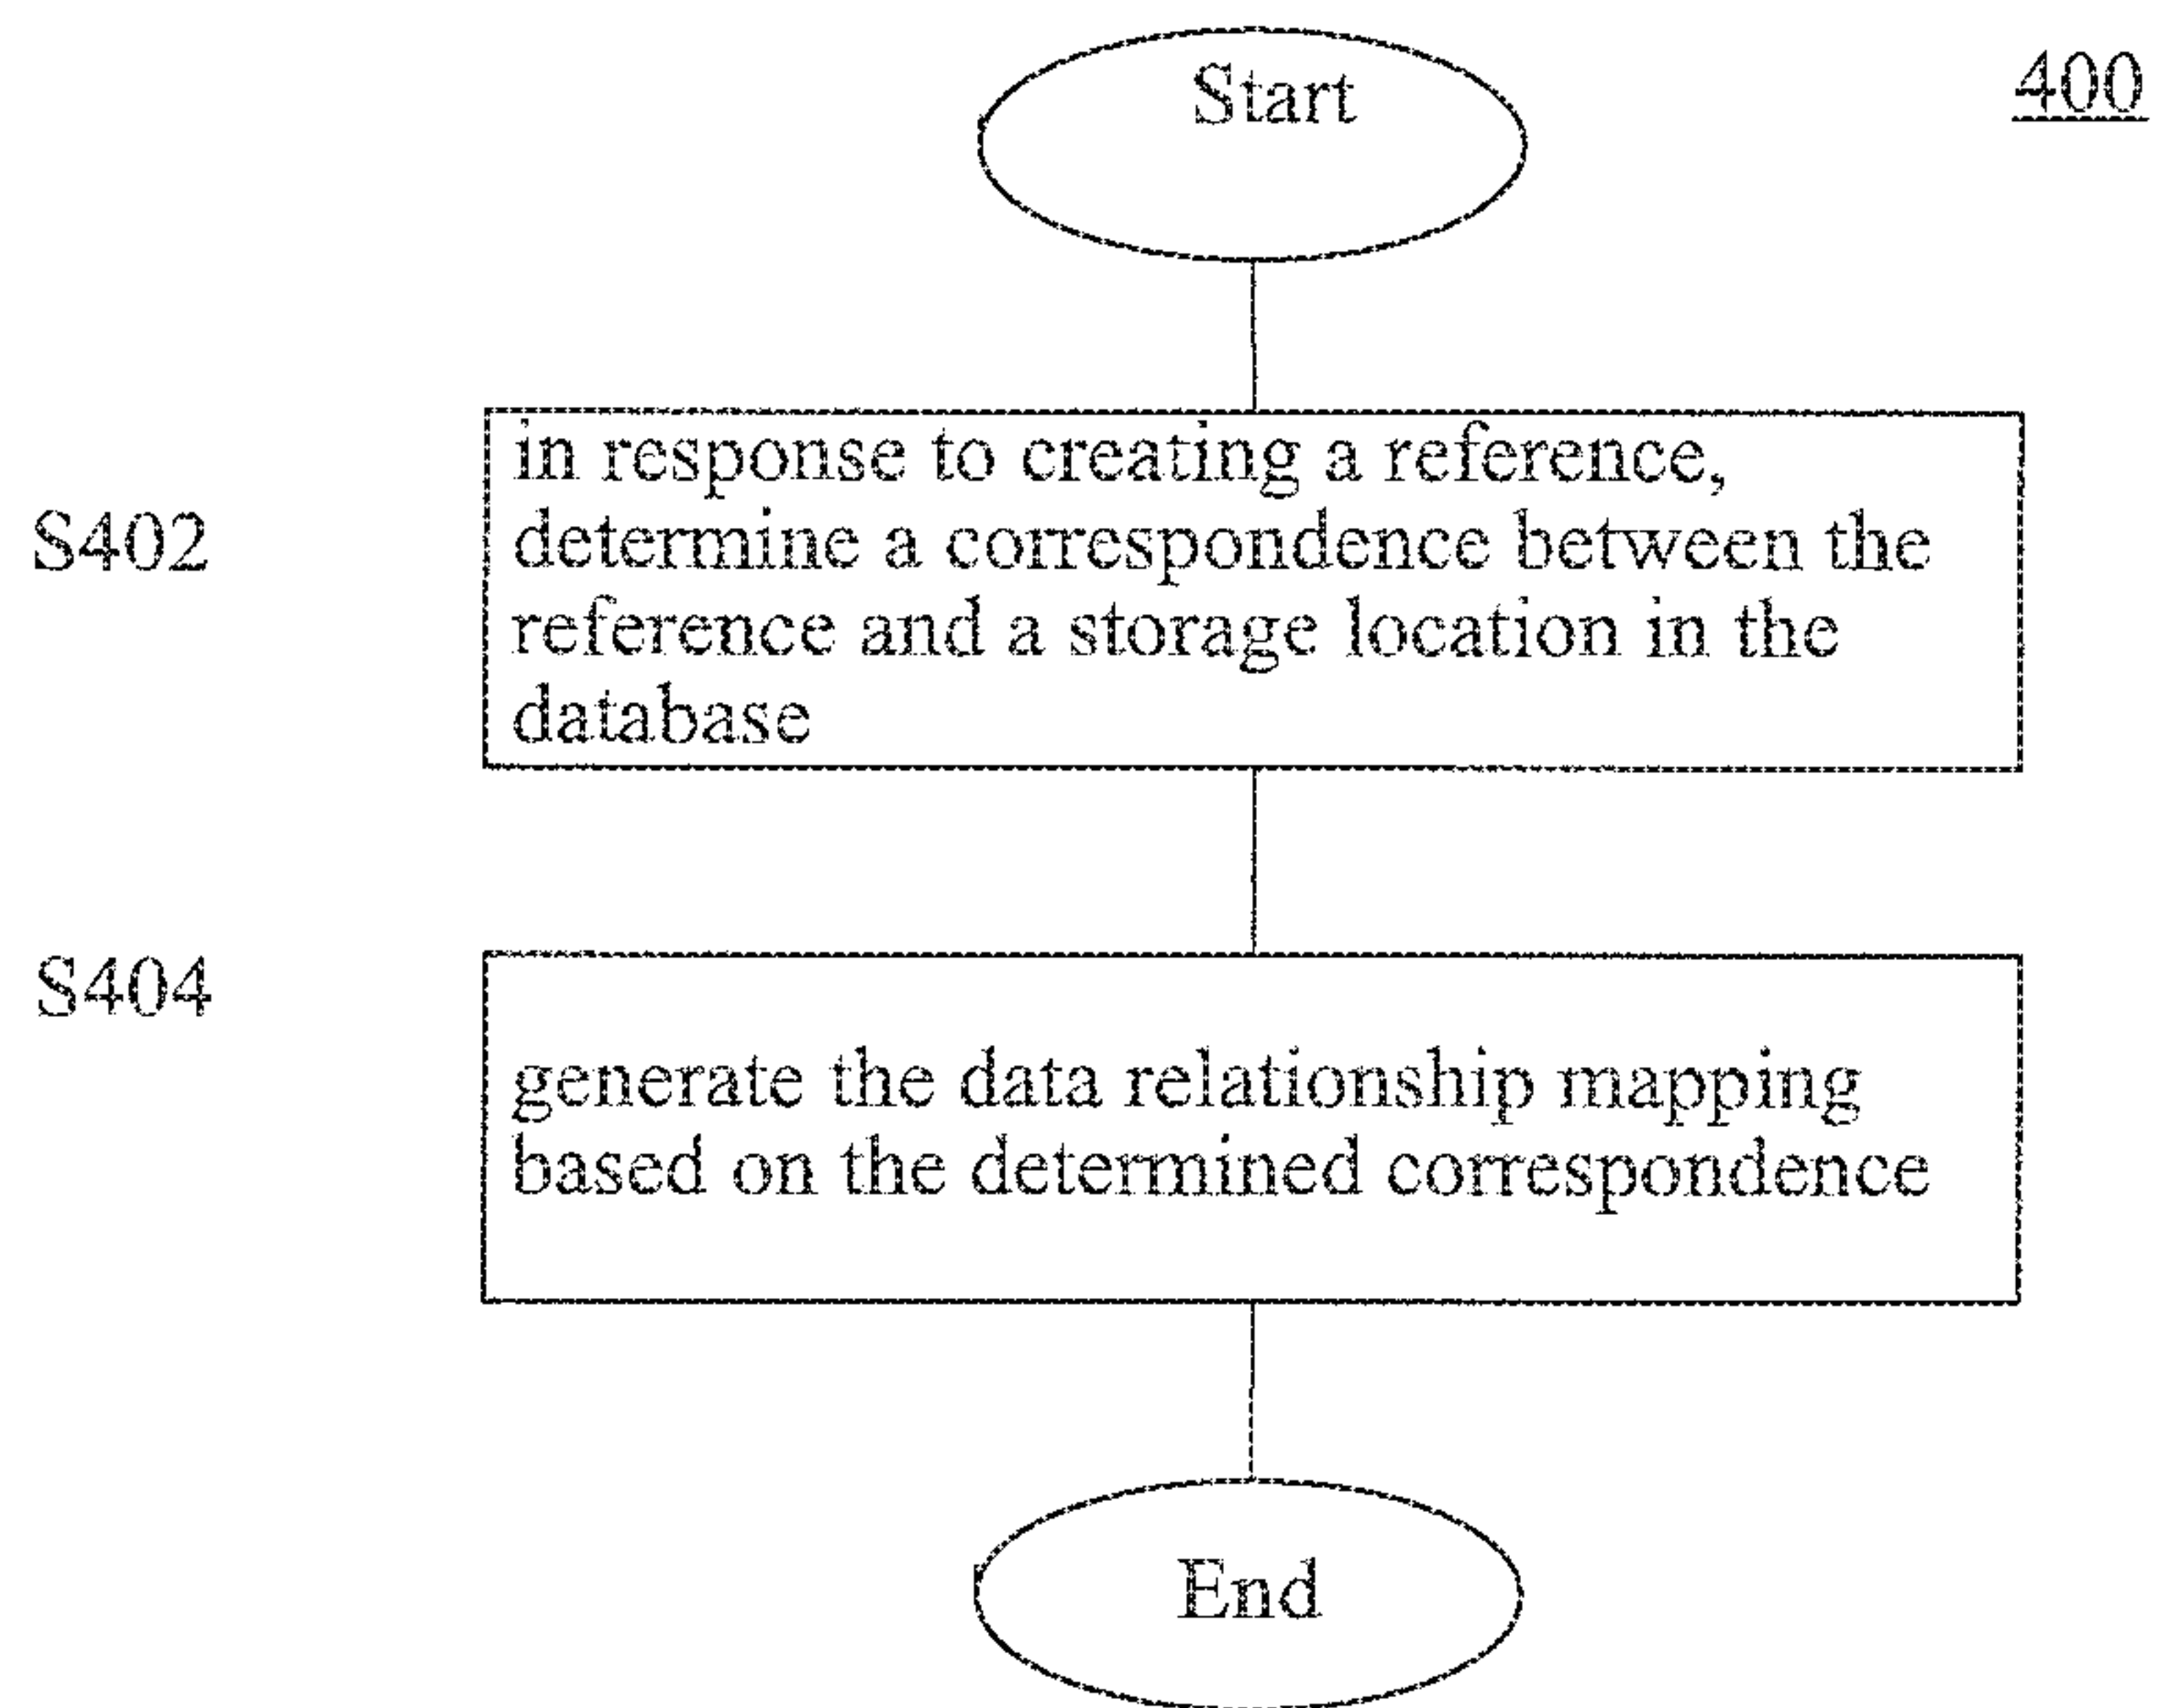 Start
400
S402
in response to creating a reference,
determine a correspondence between the
reference and a storage location in the
database
S404
generate the data relationship mapping
based on the determined correspondence
End